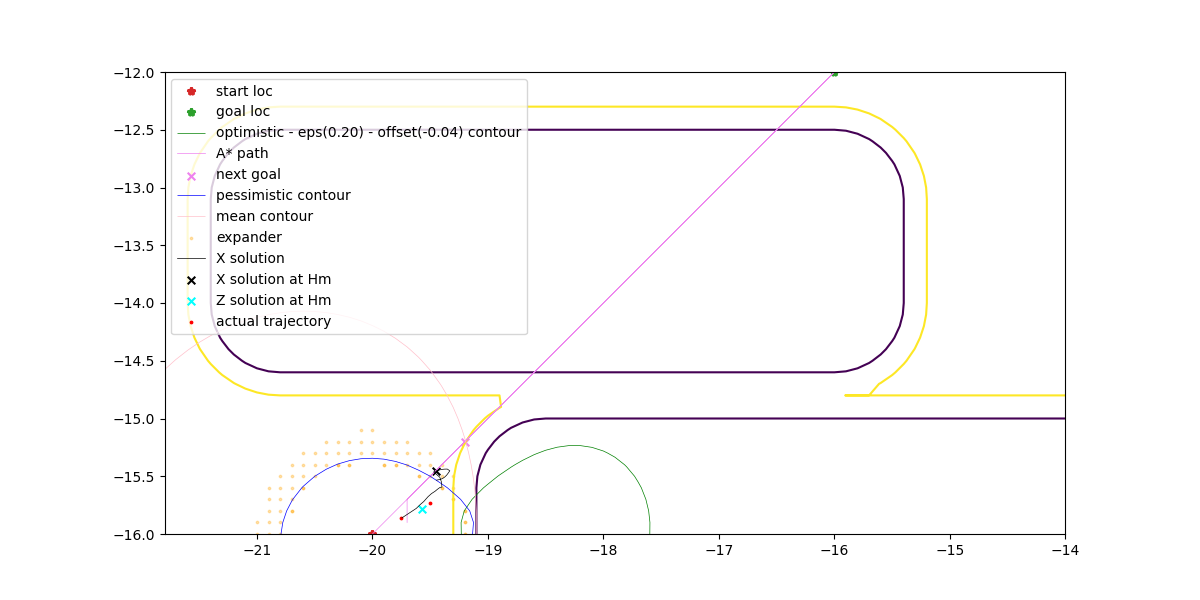 −12.0
−12.5
−13.0
−13.5
−14.0
−14.5
−15.0
−15.5
−16.0
start loc
goal loc
optimistic - eps(0.20) - offset(-0.04) contour
A* path
next goal
pessimistic contour
mean contour
expander
X solution
X solution at Hm
Z solution at Hm
actual trajectory
−21 −20 −19 −18 −17 −16 −15 −14